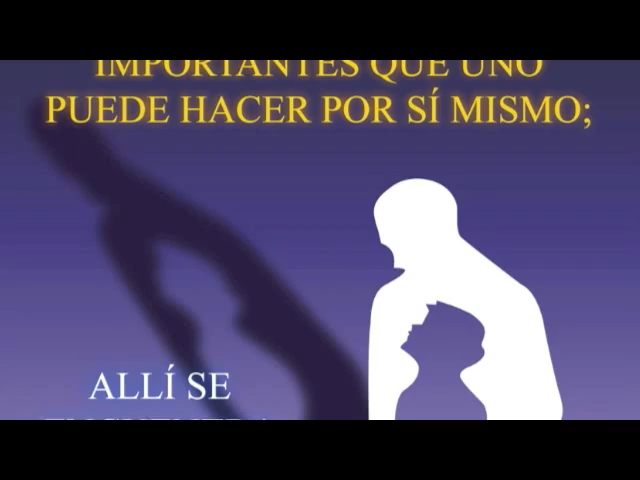 IMPORTANTES QUE UNO
PUEDE HACER POR SÍ MISMO;
ALLÍ SE